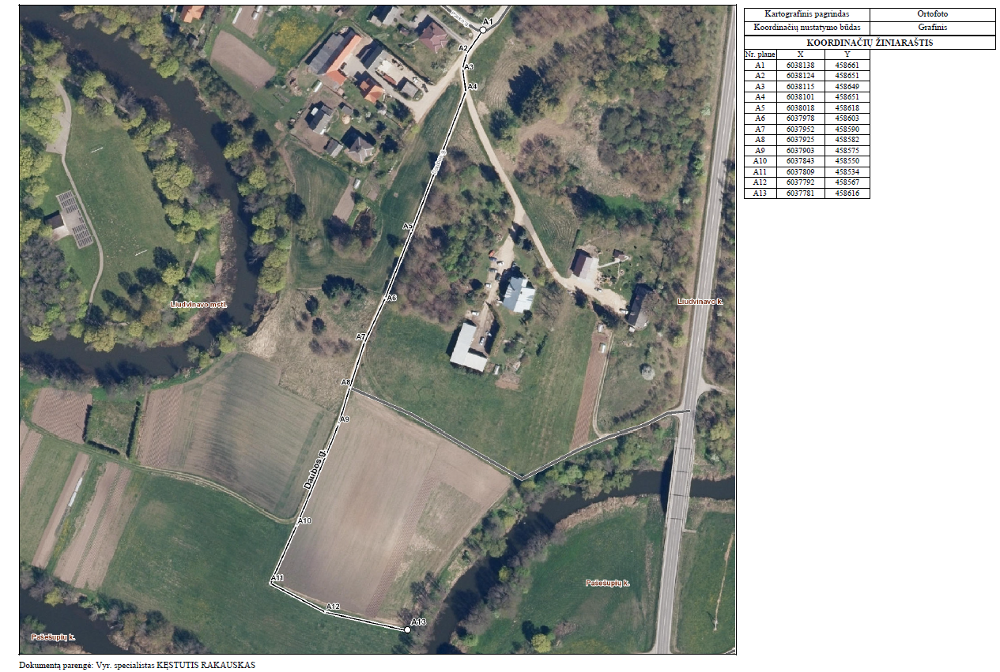 Parko g.
A1
A2
A3
A4
Daubos g.
A5
A6
A7
A8
A9
Daubos g.
A10
A11
A12
A13
Liudvinavo mstl.
Liudvinavo k.
Pašešupių k.
Pašešupių k.
Kartografinis pagrindas Ortofoto
Koordinačių nustatymo būdas Grafinis
KOORDINAČIŲ ŽINIARAŠTIS
Nr. plane X Y
A1 6038138 458661
A2 6038124 458651
A3 6038115 458649
A4 6038101 458651
A5 6038018 458618
A6 6037978 458603
A7 6037952 458590
A8 6037925 458582
A9 6037903 458575
A10 6037843 458550
A11 6037809 458534
A12 6037792 458567
A13 6037781 458616
Dokumentą parengė: Vyr. specialistas KĘSTUTIS RAKAUSKAS